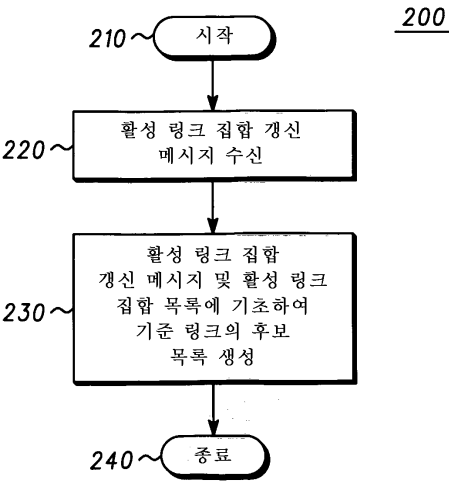 200
210
시작
220
활성 링크 집합 갱신
메시지 수신
230
활성 링크 집합
갱신 메시지 및 활성 링크
집합 목록에 기초하여
기준 링크의 후보
목록 생성
240
종료